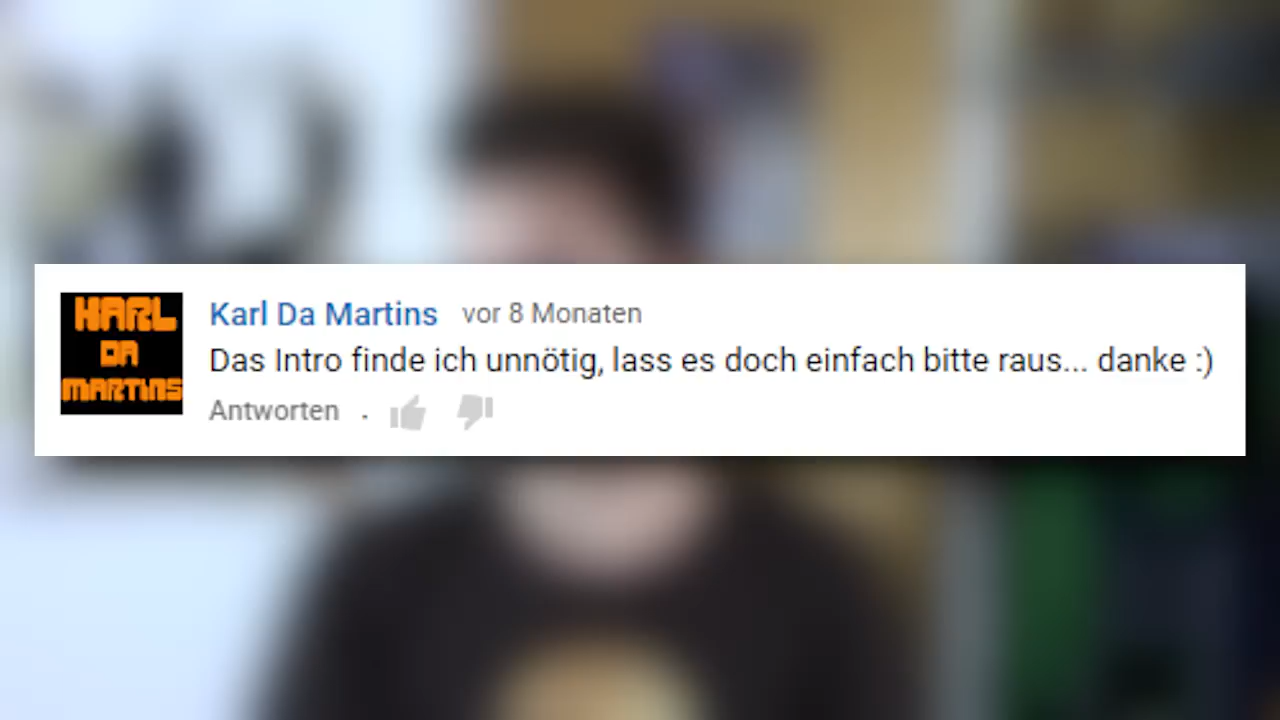 KARL
DA
MARTINS
Karl Da Martins vor 8 Monaten
Das Intro finde ich unnötig, lass es doch einfach bitte raus... danke :)
Antworten .